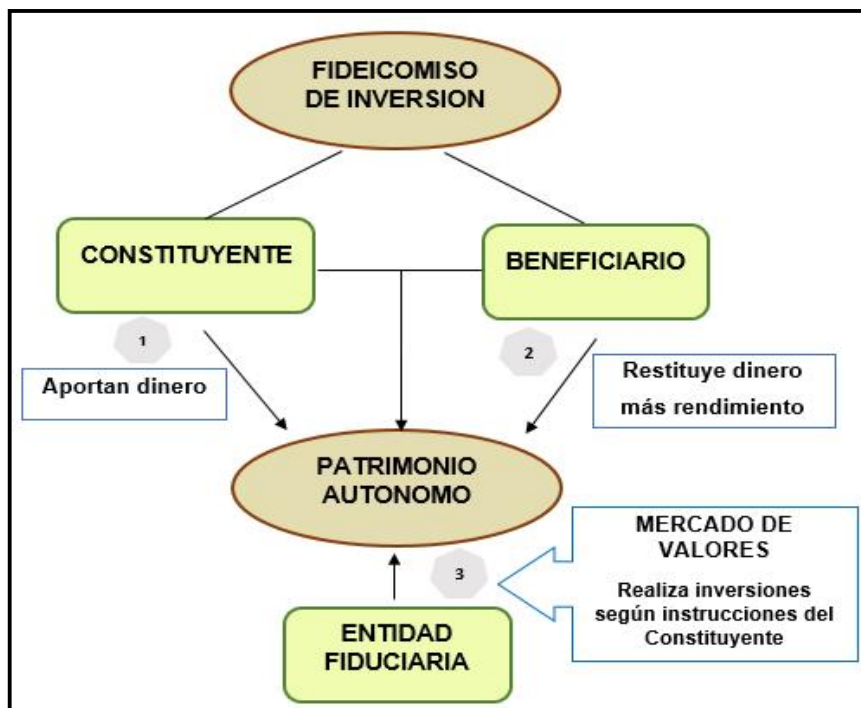 FIDEICOMISO
DE INVERSION
CONSTITUYENTE
BENEFICIARIO
1
Aportan dinero
2
Restituye dinero
más rendimiento
PATRIMONIO
AUTONOMO
3
MERCADO DE
VALORES
Realiza inversiones
según instrucciones del
Constituyente
ENTIDAD
FIDUCIARIA